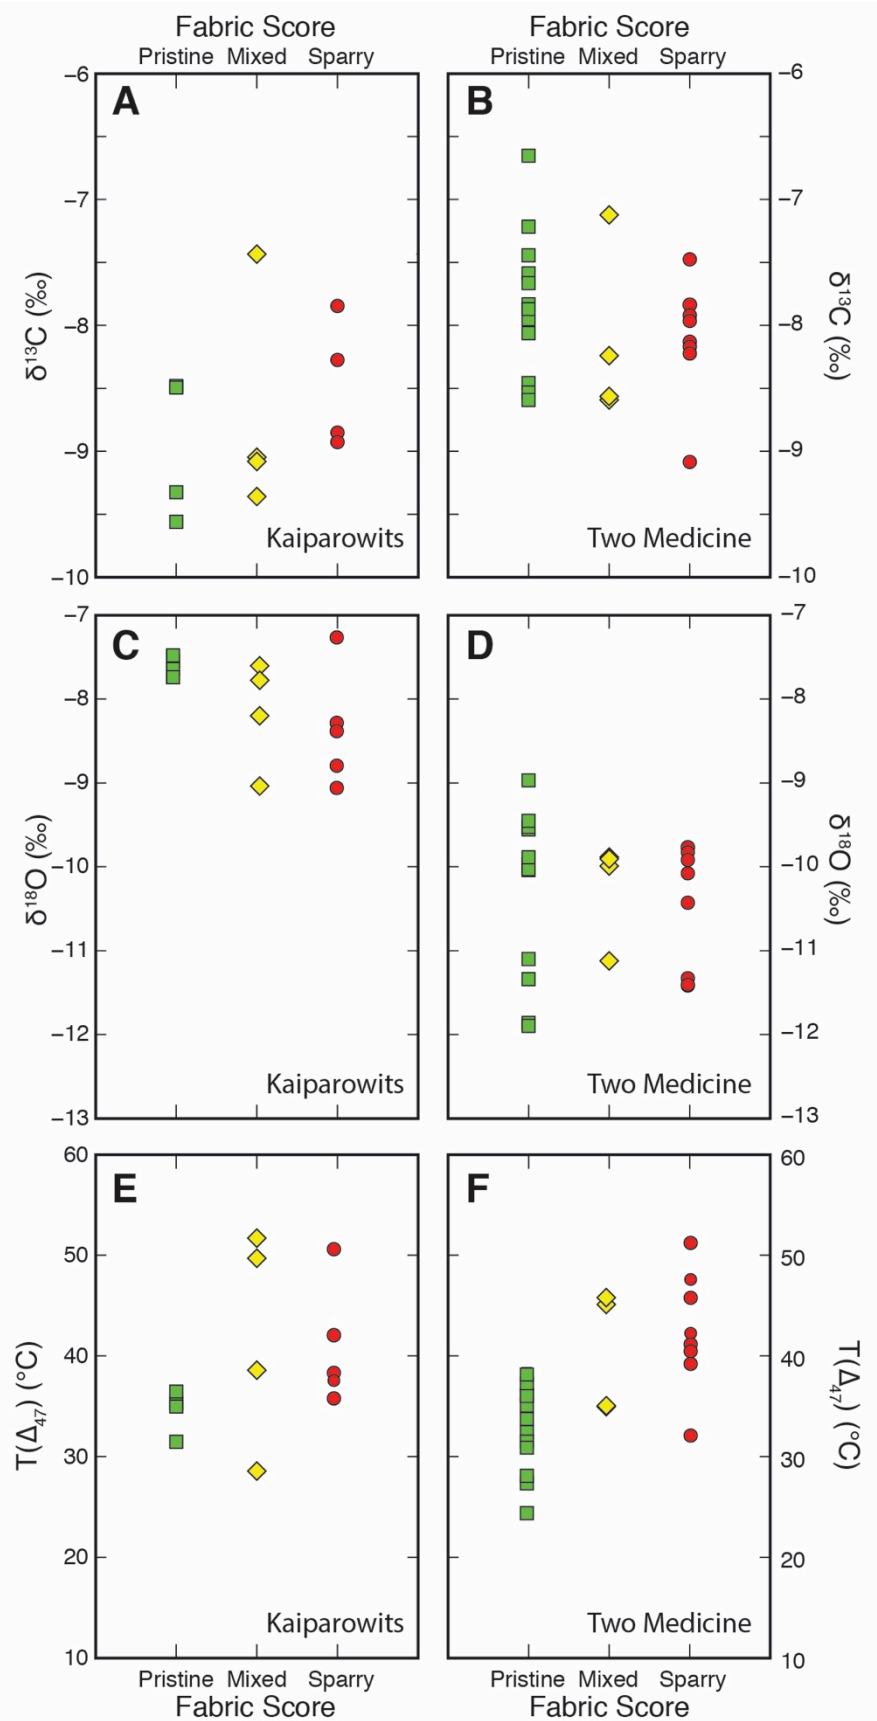 Fabric Score Fabric Score
Pristine Mixed Sparry Pristine Mixed Sparry
A B
−6 −6
−7 −7
−8 −8
−9 −9
−10 −10
δ¹³C (‰) δ¹³C (‰)
Kaiparowits Two Medicine
C D
−7 −7
−8 −8
−9 −9
−10 −10
−11 −11
−12 −12
−13 −13
δ¹⁸O (‰) δ¹⁸O (‰)
Kaiparowits Two Medicine
E F
60 60
50 50
40 40
30 30
20 20
10 10
T(Δ₄₇) (°C) T(Δ₄₇) (°C)
Kaiparowits Two Medicine
Pristine Mixed Sparry Pristine Mixed Sparry
Fabric Score Fabric Score